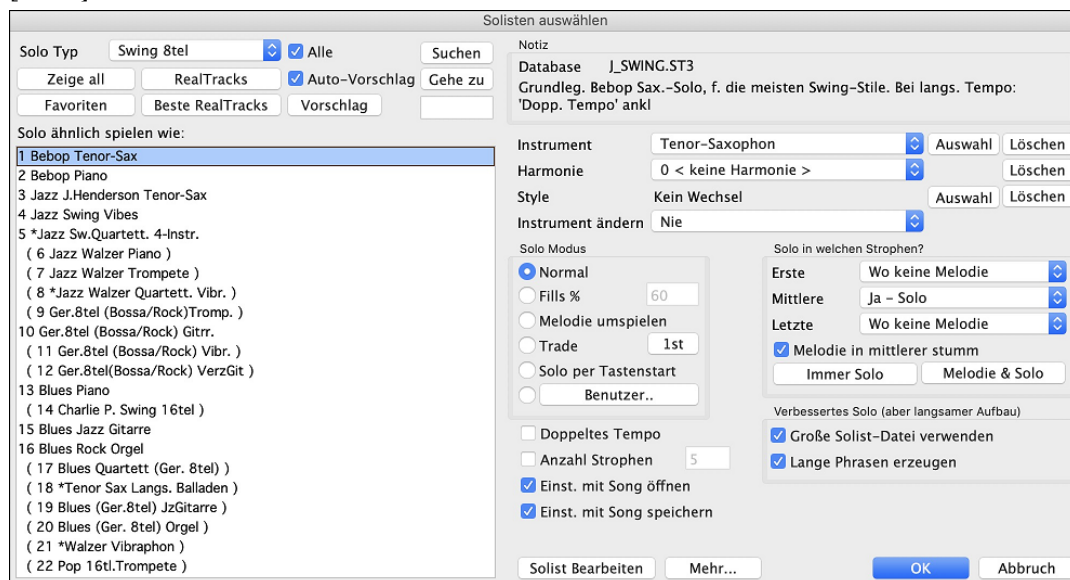 Solisten auswählen
Solo Typ Swing 8tel Alle Suchen
Zeige all RealTracks Auto-Vorschlag Gehe zu
Favoriten Beste RealTracks Vorschlag
Solo ähnlich spielen wie:
1 Bebop Tenor-Sax
2 Bebop Piano
3 Jazz J.Henderson Tenor-Sax
4 Jazz Swing Vibes
5 *Jazz Sw.Quartett. 4-Instr.
( 6 Jazz Walzer Piano )
( 7 Jazz Walzer Trompete )
( 8 *Jazz Walzer Quartett. Vibr. )
( 9 Ger.8tel (Bossa/Rock)Tromp. )
10 Ger.8tel (Bossa/Rock) Gitrr.
( 11 Ger.8tel (Bossa/Rock) Vibr. )
( 12 Ger.8tel(Bossa/Rock) VerzGit )
13 Blues Piano
( 14 Charlie P. Swing 16tel )
15 Blues Jazz Gitarre
16 Blues Rock Orgel
( 17 Blues Quartett (Ger. 8tel) )
( 18 *Tenor Sax Langs. Balladen )
( 19 Blues (Ger.8tel) JzGitarre )
( 20 Blues (Ger. 8tel) Orgel )
( 21 *Walzer Vibraphon )
( 22 Pop 16tl.Trompete )
Notiz
Database J_SWING.ST3
Grundleg. Bebop Sax.-Solo, f. die meisten Swing-Stile. Bei langs. Tempo:
'Dopp. Tempo' ankl
Instrument Tenor-Saxophon Auswahl Löschen
Harmonie 0 < keine Harmonie > Löschen
Style Kein Wechsel Auswahl Löschen
Instrument ändern Nie
Solo Modus
Normal
Fills % 60
Melodie umspielen
Trade 1st
Solo per Tastenstart
Benutzer..
Doppeltes Tempo
Anzahl Strophen 5
Einst. mit Song öffnen
Einst. mit Song speichern
Solo in welchen Strophen?
Erste Wo keine Melodie
Mittlere Ja - Solo
Letzte Wo keine Melodie
Melodie in mittlerer stumm
Immer Solo Melodie & Solo
Verbessertes Solo (aber langsamer Aufbau)
Große Solist-Datei verwenden
Lange Phrasen erzeugen
Solist Bearbeiten Mehr... OK Abbruch